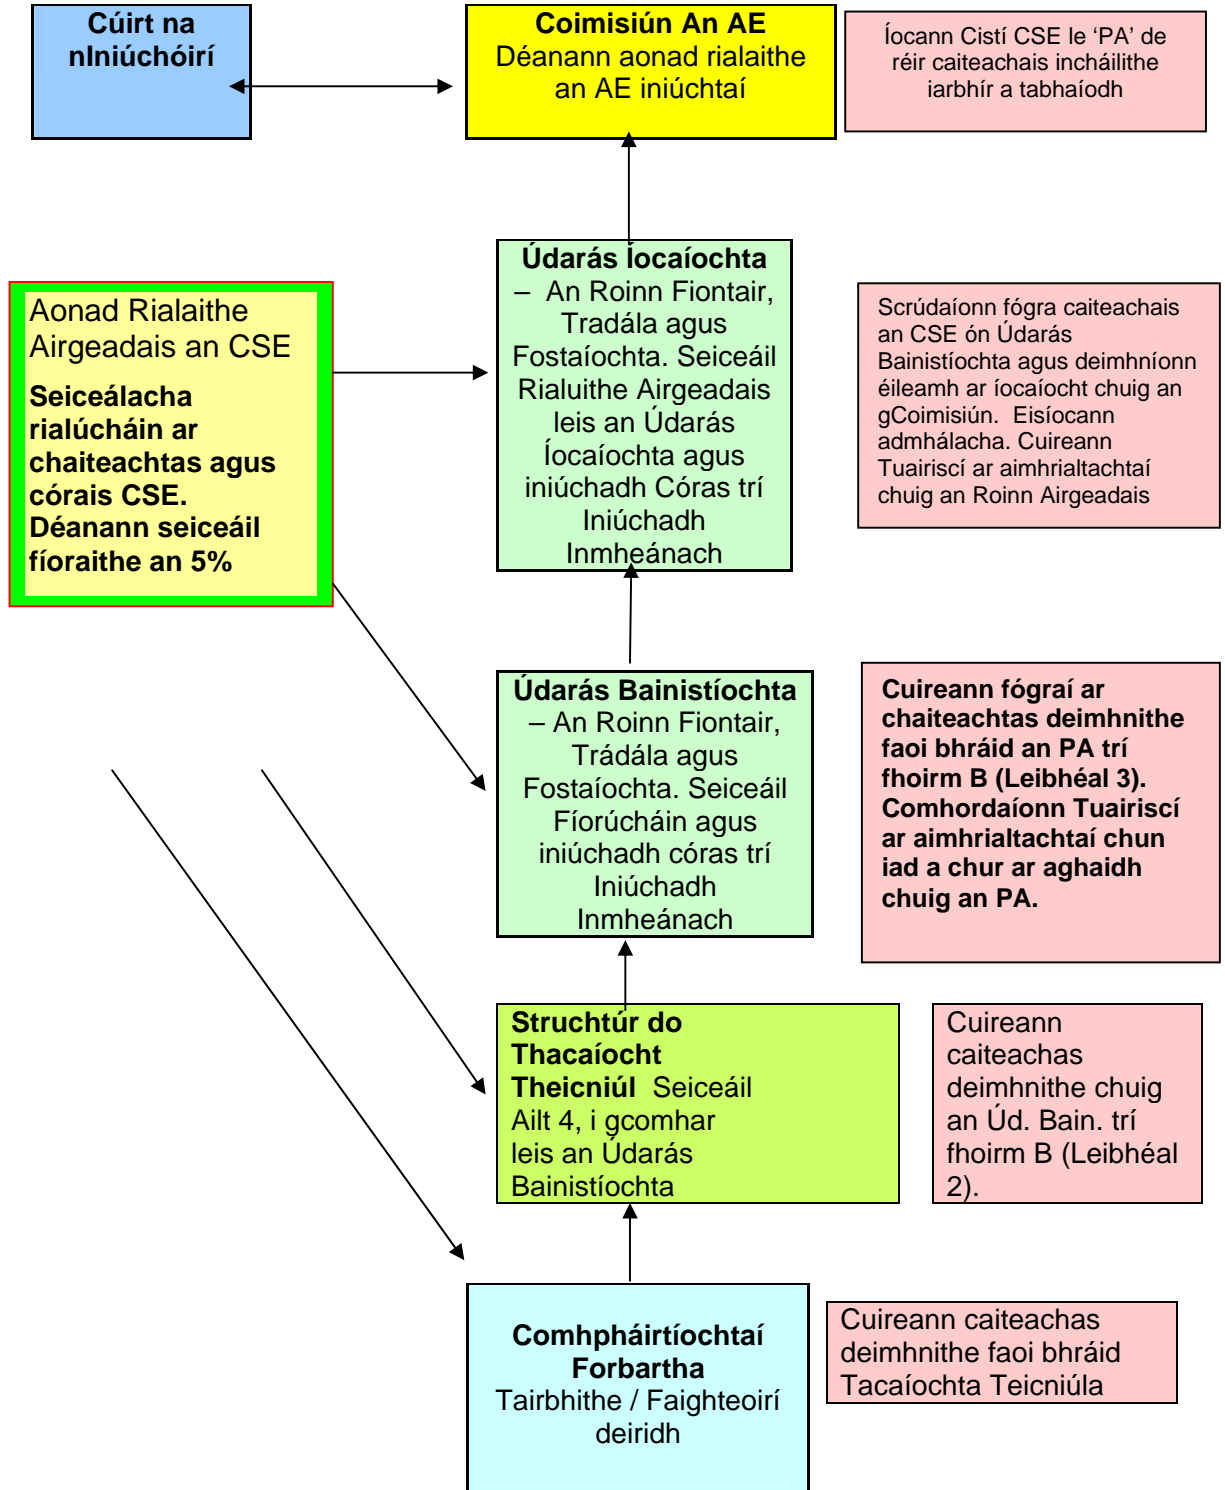 Cúirt na
nIniúchóirí
Coimisiún An AE
Déanann aonad rialaithe
an AE iniúchtaí
Íocann Cistí CSE le ‘PA’ de
réir caiteachais incháilithe
iarbhír a tabhaíodh
Aonad Rialaithe
Airgeadais an CSE
Seiceálacha
rialúcháin ar
chaiteachtas agus
córais CSE.
Déanann seiceáil
fíoraithe an 5%
Údarás Íocaíochta
– An Roinn Fiontair,
Tradála agus
Fostaíochta. Seiceáil
Rialuithe Airgeadais
leis an Údarás
Íocaíochta agus
iniúchadh Córas trí
Iniúchadh
Inmheánach
Scrúdaíonn fógra caiteachais
an CSE ón Údarás
Bainistíochta agus deimhníonn
éileamh ar íocaíocht chuig an
gCoimisiún. Eisíocann
admhálacha. Cuireann
Tuairiscí ar aimhrialtachtaí
chuig an Roinn Airgeadais
Údarás Bainistíochta
– An Roinn Fiontair,
Trádála agus
Fostaíochta. Seiceáil
Fíorúcháin agus
iniúchadh córas trí
Iniúchadh
Inmheánach
Cuireann fógraí ar
chaiteachtas deimhnithe
faoi bhráid an PA trí
fhoirm B (Leibhéal 3).
Comhordaíonn Tuairiscí
ar aimhrialtachtaí chun
iad a chur ar aghaidh
chuig an PA.
Struchtúr do
Thacaíocht
Theicniúl Seiceáil
Ailt 4, i gcomhar
leis an Údarás
Bainistíochta
Cuireann
caiteachas
deimhnithe chuig
an Úd. Bain. trí
fhoirm B (Leibhéal
2).
Comhpháirtíochtaí
Forbartha
Tairbhithe / Faighteoirí
deiridh
Cuireann caiteachas
deimhnithe faoi bhráid
Tacaíochta Teicniúla